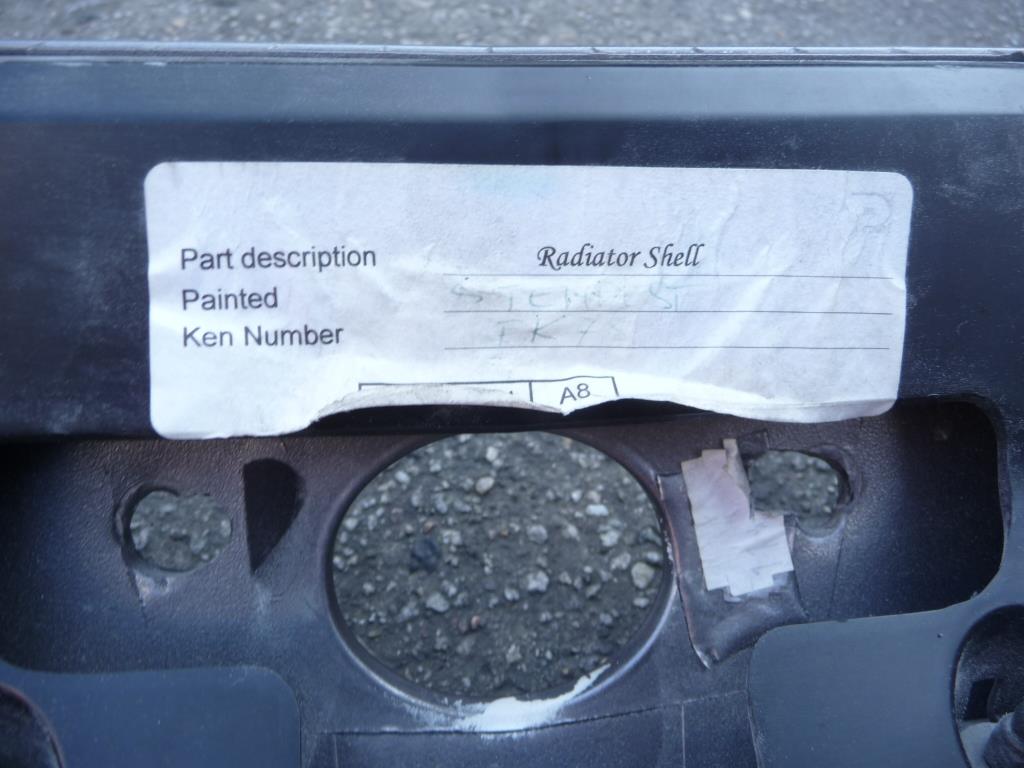 Part description Radiator Shell
Painted
Ken Number
A8